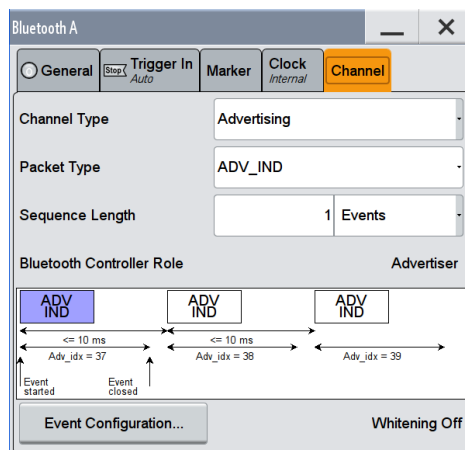 Bluetooth A
General
Stop
Trigger In
Auto
Marker
Clock
Internal
Channel
Channel Type
Advertising
Packet Type
ADV_IND
Sequence Length
1 Events
Bluetooth Controller Role
Advertiser
ADV IND
ADV IND
ADV IND
<= 10 ms
<= 10 ms
Adv_idx = 37
Adv_idx = 38
Adv_idx = 39
Event started
Event closed
Event Configuration...
Whitening Off